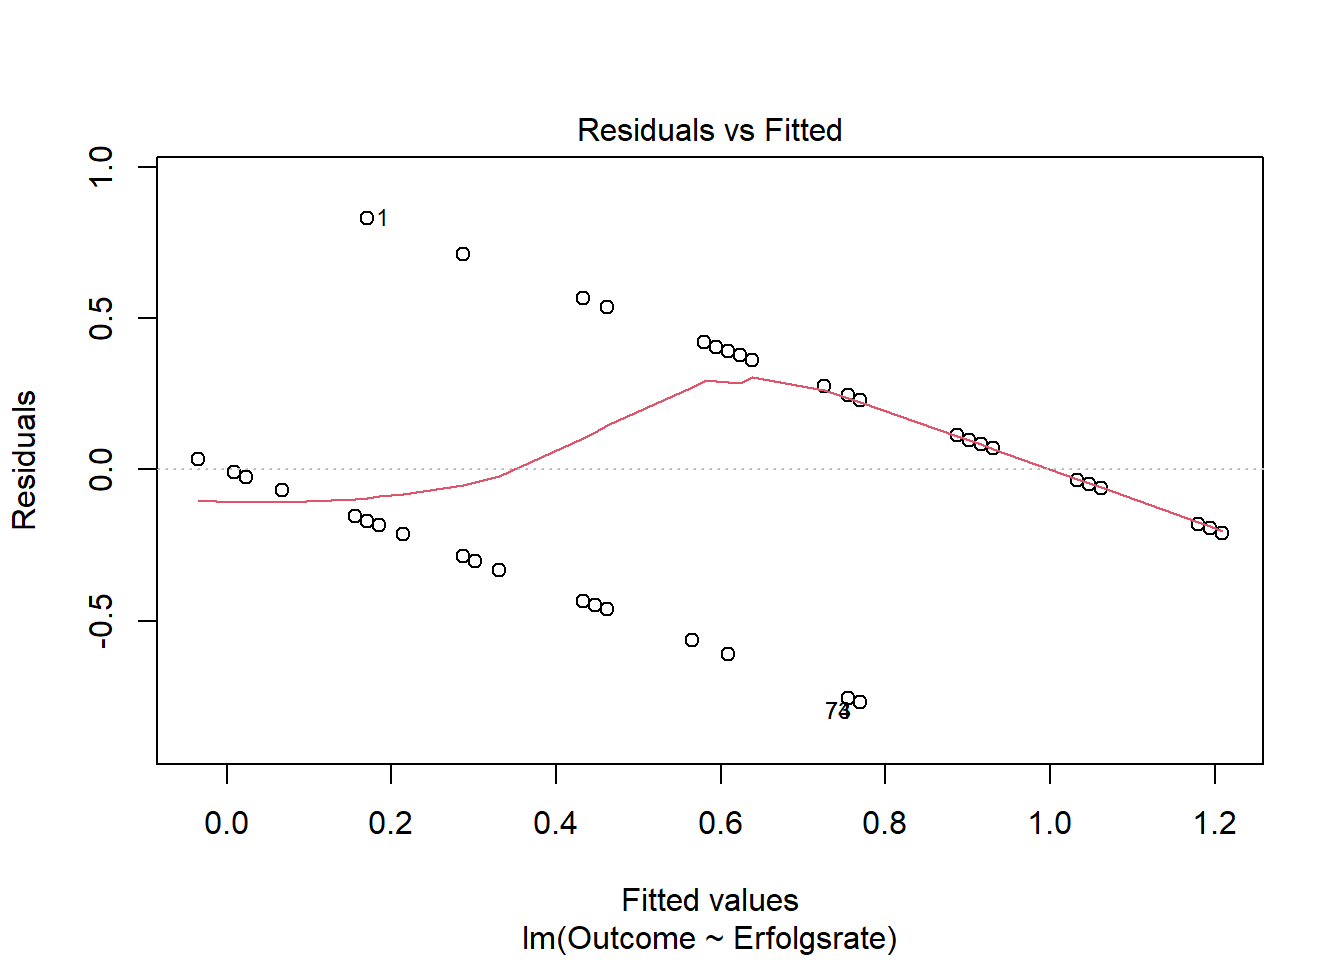 Residuals vs Fitted
Residuals
1.0
0.5
0.0
-0.5
1
0.0 0.2 0.4 0.6 0.8 1.0 1.2
Fitted values
lm(Outcome ~ Erfolgsrate)